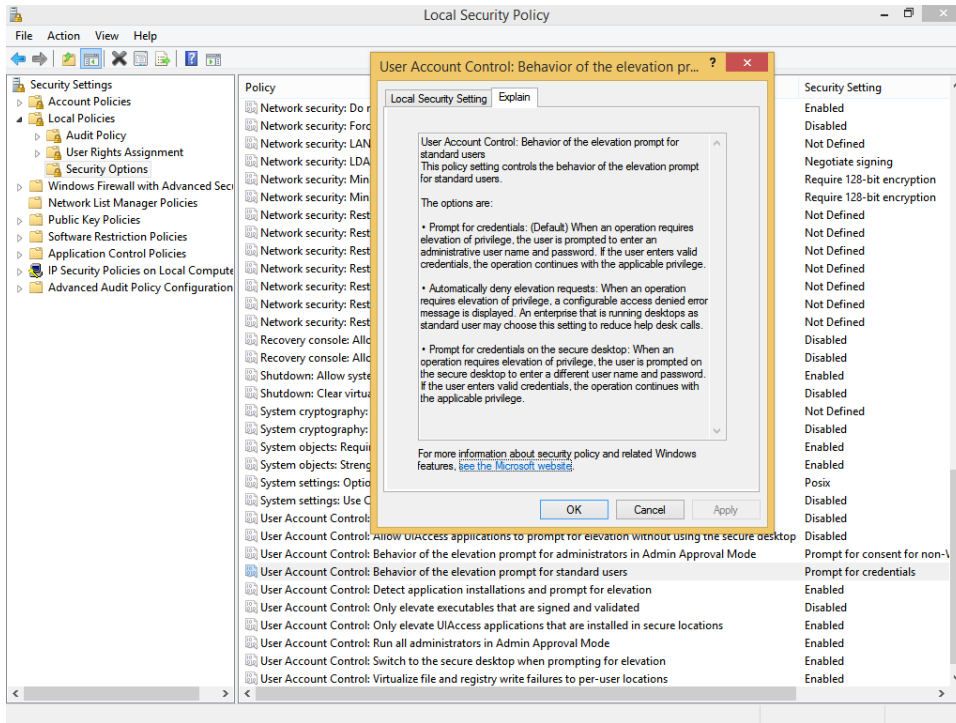 Local Security Policy
File Action View Help
Security Settings
Account Policies
Local Policies
Audit Policy
User Rights Assignment
Security Options
Windows Firewall with Advanced Secu
Network List Manager Policies
Public Key Policies
Software Restriction Policies
Application Control Policies
IP Security Policies on Local Compute
Advanced Audit Policy Configuration
Policy Security Setting
Network security: Do n Enabled
Network security: Forc Disabled
Network security: LAN Not Defined
Network security: LDA Negotiate signing
Network security: Min Require 128-bit encryption
Network security: Min Require 128-bit encryption
Network security: Rest Not Defined
Network security: Rest Not Defined
Network security: Rest Not Defined
Network security: Rest Not Defined
Network security: Rest Not Defined
Network security: Rest Not Defined
Network security: Rest Not Defined
Recovery console: Allo Disabled
Recovery console: Allo Disabled
Shutdown: Allow syste Enabled
Shutdown: Clear virtua Disabled
System cryptography: Not Defined
System cryptography: Disabled
System objects: Requi Enabled
System objects: Streng Enabled
System settings: Optio Posix
System settings: Use C Disabled
User Account Control: Disabled
User Account Control: Allow UIAccess applications to prompt for elevation without using the secure desktop Disabled
User Account Control: Behavior of the elevation prompt for administrators in Admin Approval Mode Prompt for consent for non-W
User Account Control: Behavior of the elevation prompt for standard users Prompt for credentials
User Account Control: Detect application installations and prompt for elevation Enabled
User Account Control: Only elevate executables that are signed and validated Disabled
User Account Control: Only elevate UIAccess applications that are installed in secure locations Enabled
User Account Control: Run all administrators in Admin Approval Mode Enabled
User Account Control: Switch to the secure desktop when prompting for elevation Enabled
User Account Control: Virtualize file and registry write failures to per-user locations Enabled
User Account Control: Behavior of the elevation pr... ?
Local Security Setting Explain
User Account Control: Behavior of the elevation prompt for
standard users
This policy setting controls the behavior of the elevation prompt
for standard users.
The options are:
• Prompt for credentials: (Default) When an operation requires
elevation of privilege, the user is prompted to enter an
administrative user name and password. If the user enters valid
credentials, the operation continues with the applicable privilege.
• Automatically deny elevation requests: When an operation
requires elevation of privilege, a configurable access denied error
message is displayed. An enterprise that is running desktops as
standard user may choose this setting to reduce help desk calls.
• Prompt for credentials on the secure desktop: When an
operation requires elevation of privilege, the user is prompted on
the secure desktop to enter a different user name and password.
If the user enters valid credentials, the operation continues with
the applicable privilege.
For more information about security policy and related Windows
features, see the Microsoft website.
OK Cancel Apply